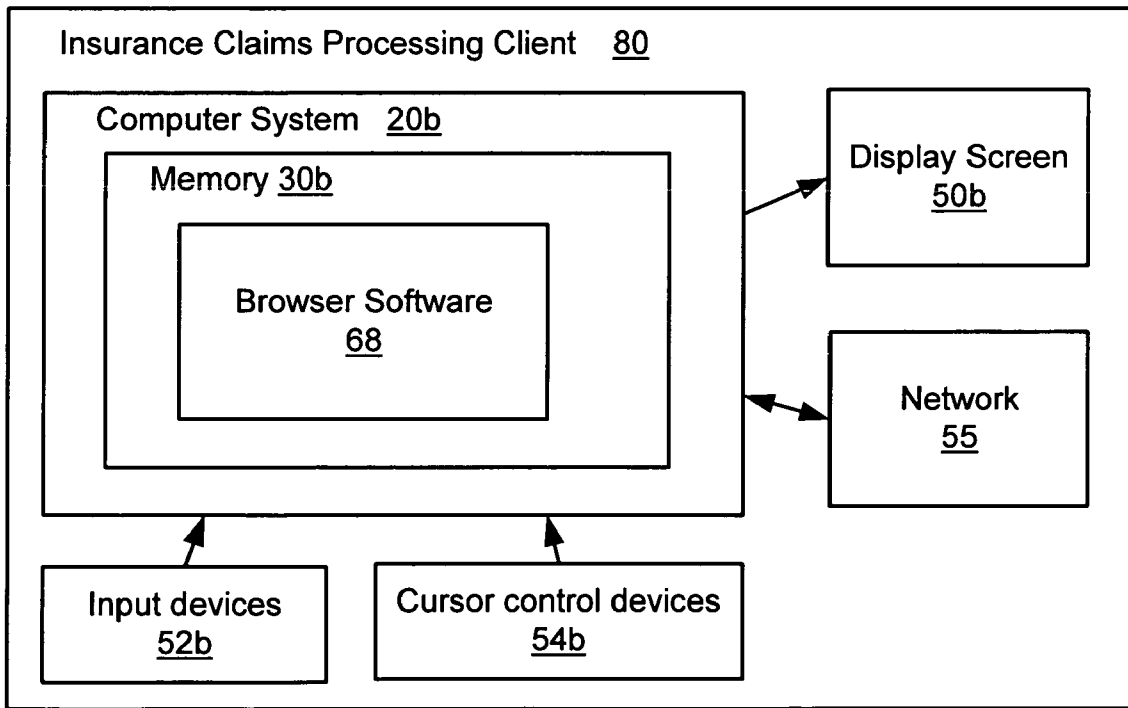 Insurance Claims Processing Client 80
Computer System 20b
Memory 30b
Browser Software
68
Display Screen
50b
Network
55
Input devices
52b
Cursor control devices
54b